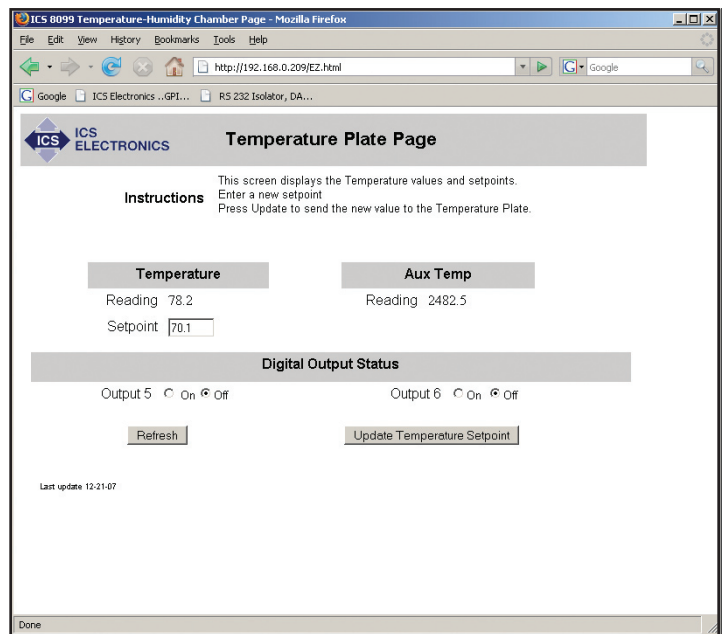 ICS 8099 Temperature-Humidity Chamber Page - Mozilla Firefox
File Edit View History Bookmarks Tools Help
http://192.168.0.209/EZ.html
G Google
G Google ICS Electronics ..GPI... RS 232 Isolator, DA...
ICS
ICS
ELECTRONICS
Temperature Plate Page
Instructions
This screen displays the Temperature values and setpoints.
Enter a new setpoint
Press Update to send the new value to the Temperature Plate.
Temperature
Aux Temp
Reading 78.2
Reading 2482.5
Setpoint 70.1
Digital Output Status
Output 5 On Off
Output 6 On Off
Refresh
Update Temperature Setpoint
Last update 12-21-07
Done